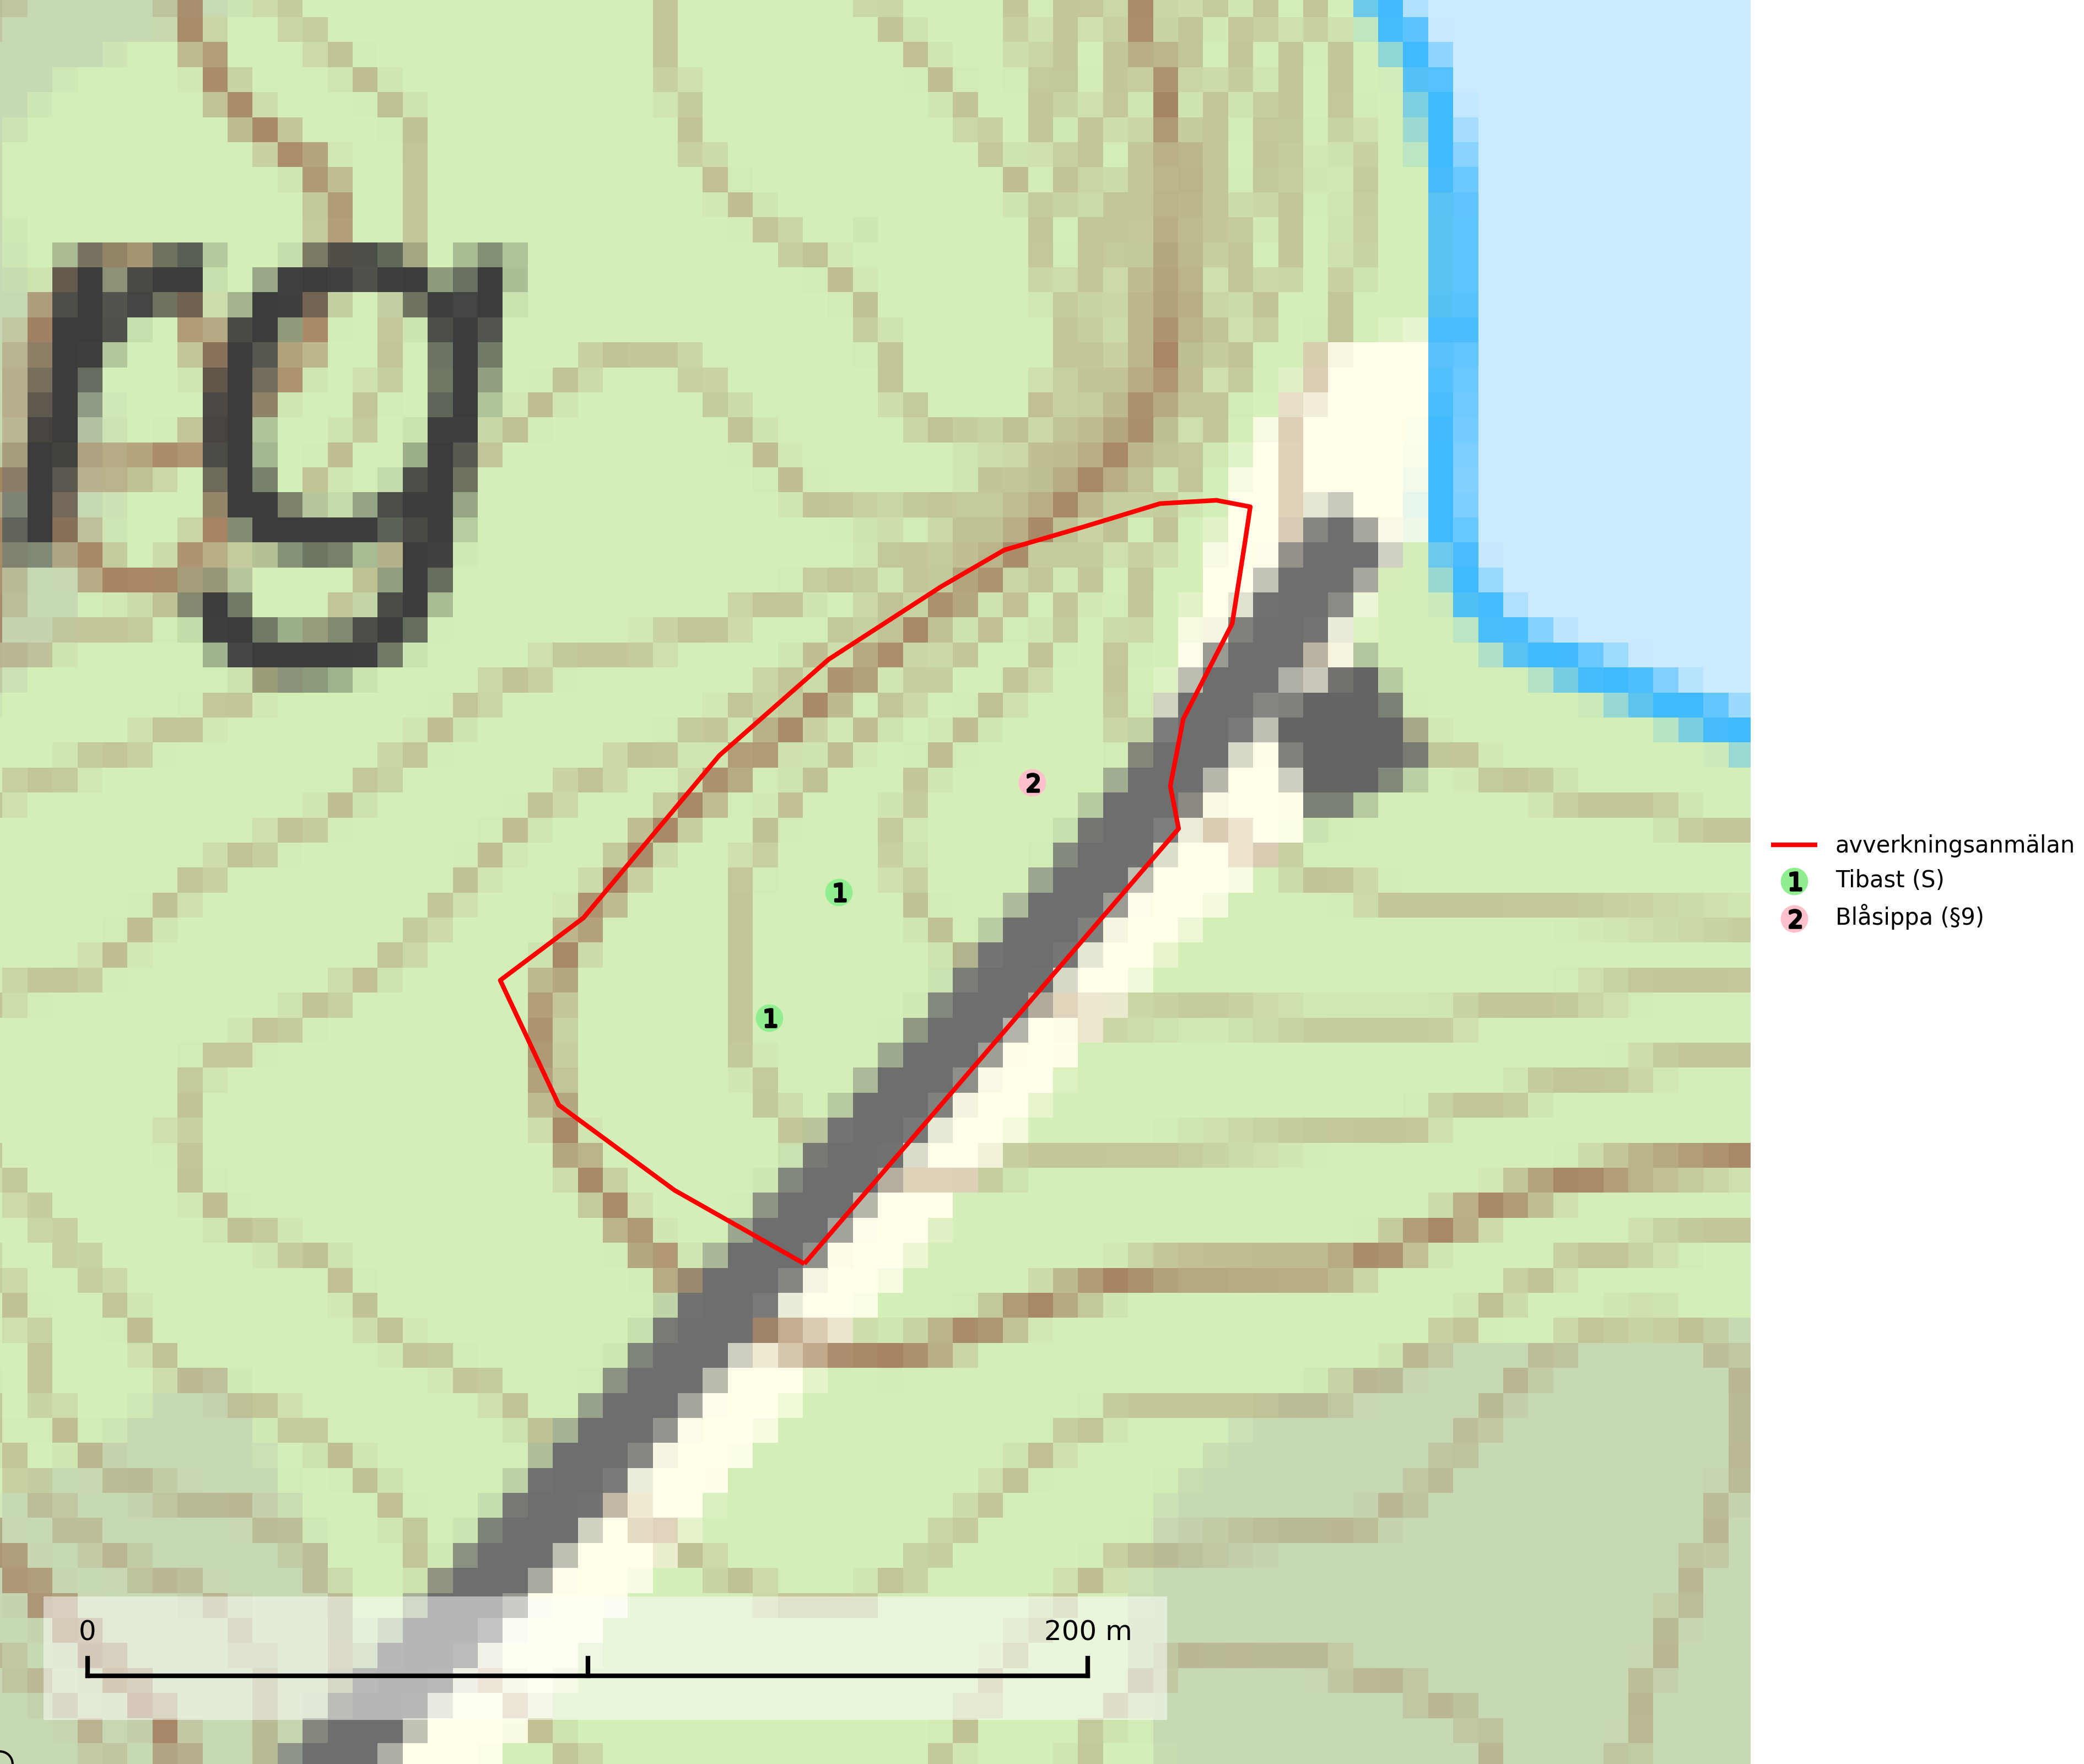 2
1
1
avverkningsanmälan
1 Tibast (S)
2 Blåsippa (§9)
0 200 m